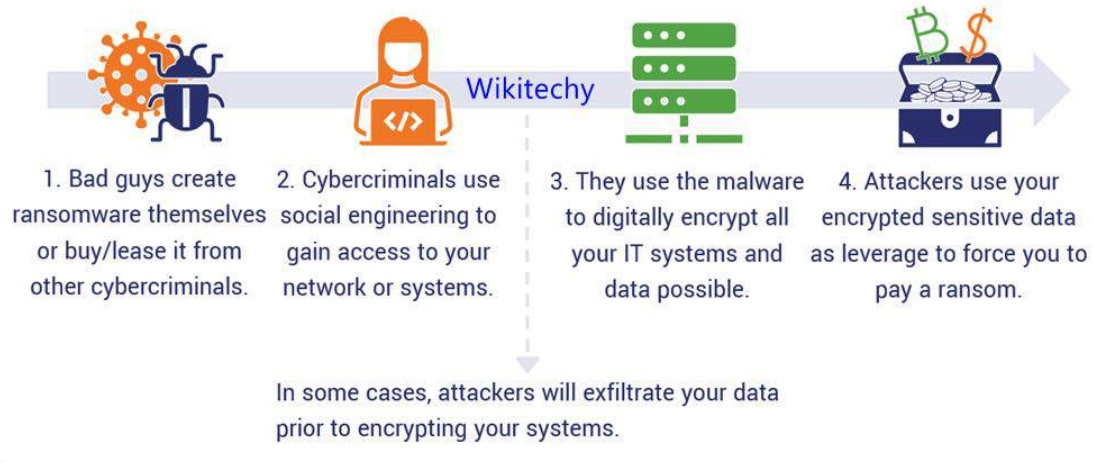 Wikitechy
1. Bad guys create
ransomware themselves
or buy/lease it from
other cybercriminals.
2. Cybercriminals use
social engineering to
gain access to your
network or systems.
3. They use the malware
to digitally encrypt all
your IT systems and
data possible.
4. Attackers use your
encrypted sensitive data
as leverage to force you to
pay a ransom.
In some cases, attackers will exfiltrate your data
prior to encrypting your systems.